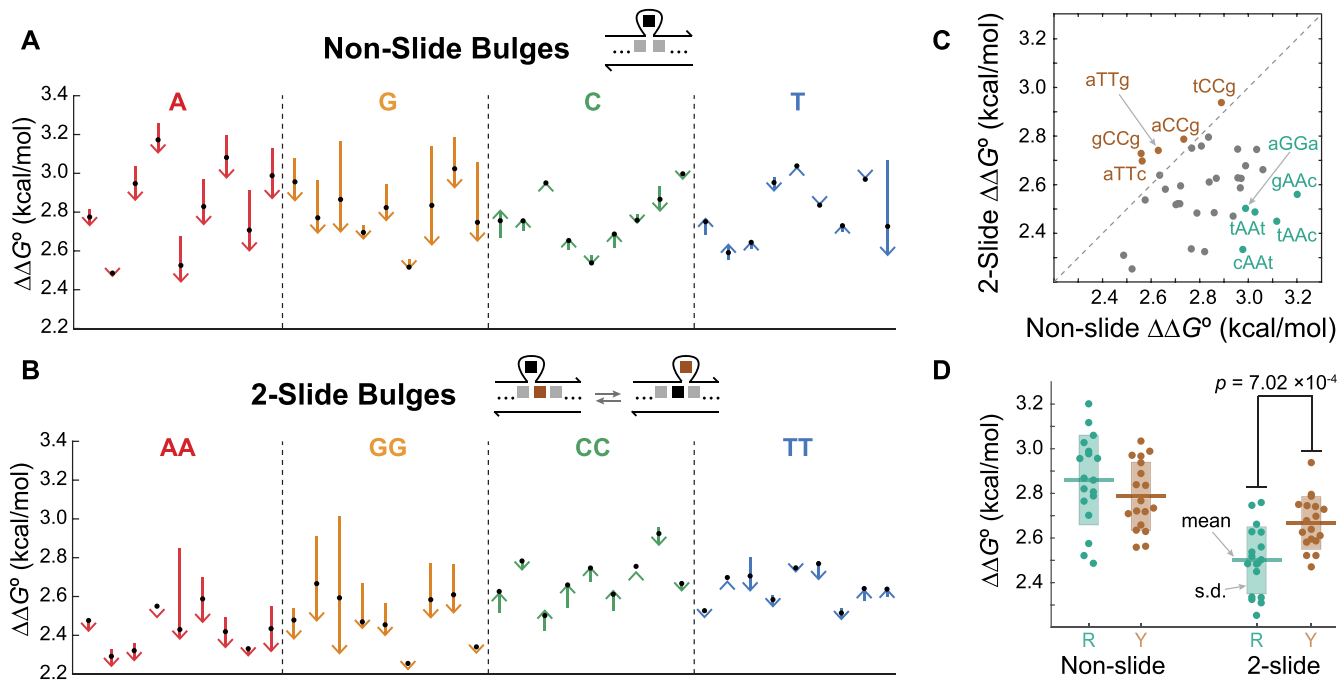 A
Non-Slide Bulges
A G C T
3.4
3.2
3.0
2.8
2.6
2.4
2.2
ΔΔGº (kcal/mol)
B
2-Slide Bulges
AA GG CC TT
3.4
3.2
3.0
2.8
2.6
2.4
2.2
ΔΔGº (kcal/mol)
C
3.2
3.0
2.8
2.6
2.4
2-Slide ΔΔGº (kcal/mol)
aTTg
tCCg
gCCg
aCCg
aTTc
aGGa
gAAc
tAAt
tAAc
cAAt
2.4 2.6 2.8 3.0 3.2
Non-slide ΔΔGº (kcal/mol)
D
p = 7.02 ×10⁻⁴
3.2
3.0
2.8
2.6
2.4
ΔΔGº (kcal/mol)
mean
s.d.
R Y R Y
Non-slide 2-slide